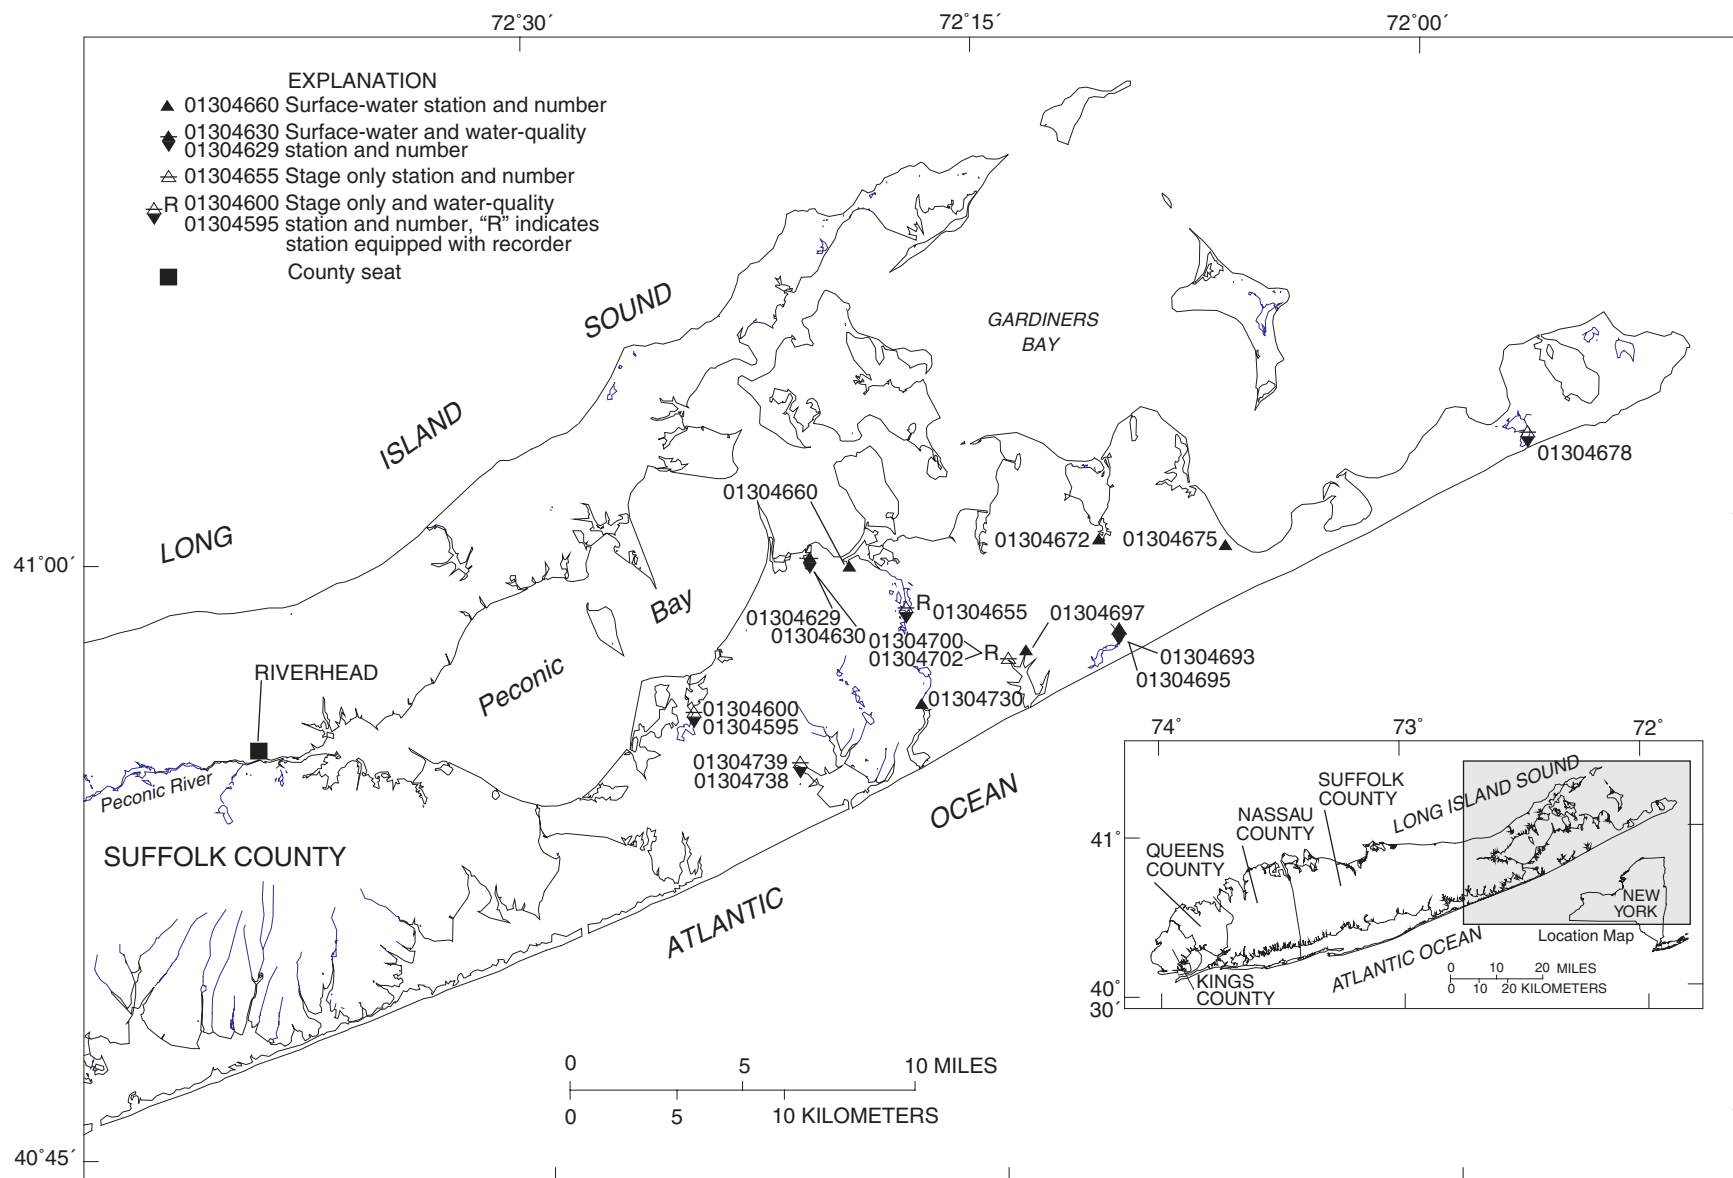 72°30´
72°15´
72°00´
EXPLANATION
01304660 Surface-water station and number
01304630 Surface-water and water-quality
01304629 station and number
01304655 Stage only station and number
R 01304600 Stage only and water-quality
01304595 station and number, “R” indicates
station equipped with recorder
County seat
LONG
ISLAND
SOUND
GARDINERS
BAY
01304678
01304660
01304672
01304675
41°00´
Bay
Peconic
01304629
01304630
R 01304655
01304697
01304700
01304702
R
01304693
01304695
RIVERHEAD
01304730
01304600
01304595
01304739
01304738
Peconic River
SUFFOLK COUNTY
ATLANTIC
OCEAN
74°
73°
72°
SUFFOLK
COUNTY
LONG ISLAND SOUND
NASSAU
COUNTY
41°
QUEENS
COUNTY
NEW
YORK
Location Map
ATLANTIC OCEAN
KINGS
COUNTY
40°
30´
0 10 20 MILES
0 10 20 KILOMETERS
0 5 10 MILES
0 5 10 KILOMETERS
40°45´